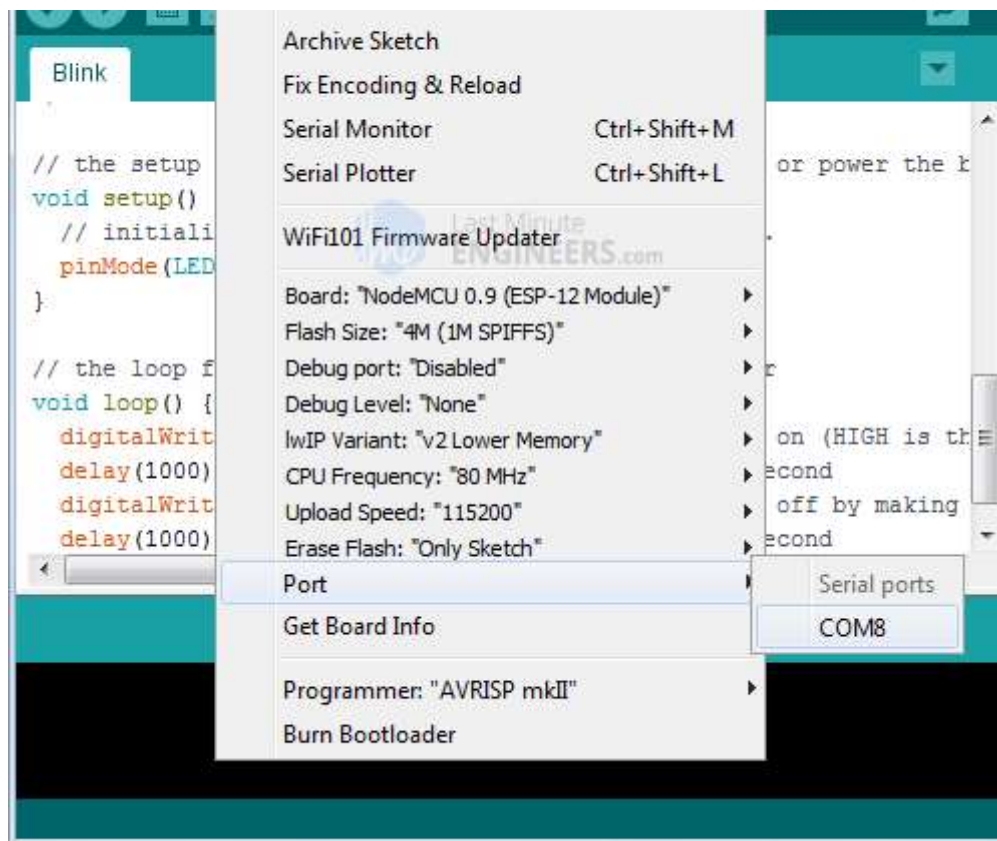 Blink
Archive Sketch
Fix Encoding & Reload
Serial Monitor Ctrl+Shift+M
Serial Plotter Ctrl+Shift+L
WiFi101 Firmware Updater
Last Minute
ENGINEERS.com
Board: "NodeMCU 0.9 (ESP-12 Module)"
Flash Size: "4M (1M SPIFFS)"
Debug port: "Disabled"
Debug Level: "None"
lwIP Variant: "v2 Lower Memory"
CPU Frequency: "80 MHz"
Upload Speed: "115200"
Erase Flash: "Only Sketch"
Port
Get Board Info
Programmer: "AVRISP mkII"
Burn Bootloader
Serial ports
COM8
// the setup or power the
void setup()
// initiali .
pinMode(LED
}
// the loop f
void loop() {
digitalWrit on (HIGH is th
delay(1000) econd
digitalWrit off by making
delay(1000) econd